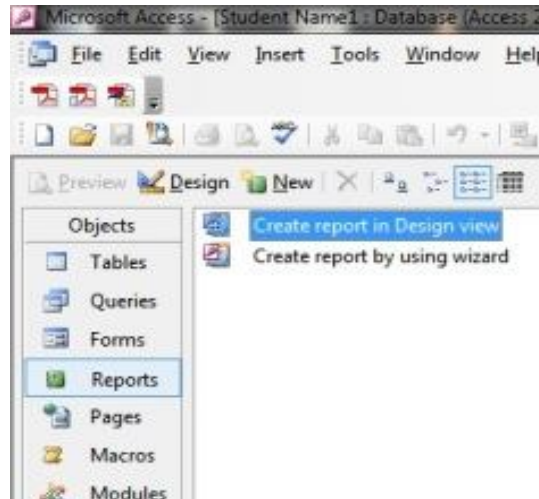 Microsoft Access - [Student Name1 : Database (Access 2
File Edit View Insert Tools Window Help
Preview Design New
Objects
Create report in Design view
Tables
Create report by using wizard
Queries
Forms
Reports
Pages
Macros
Modules